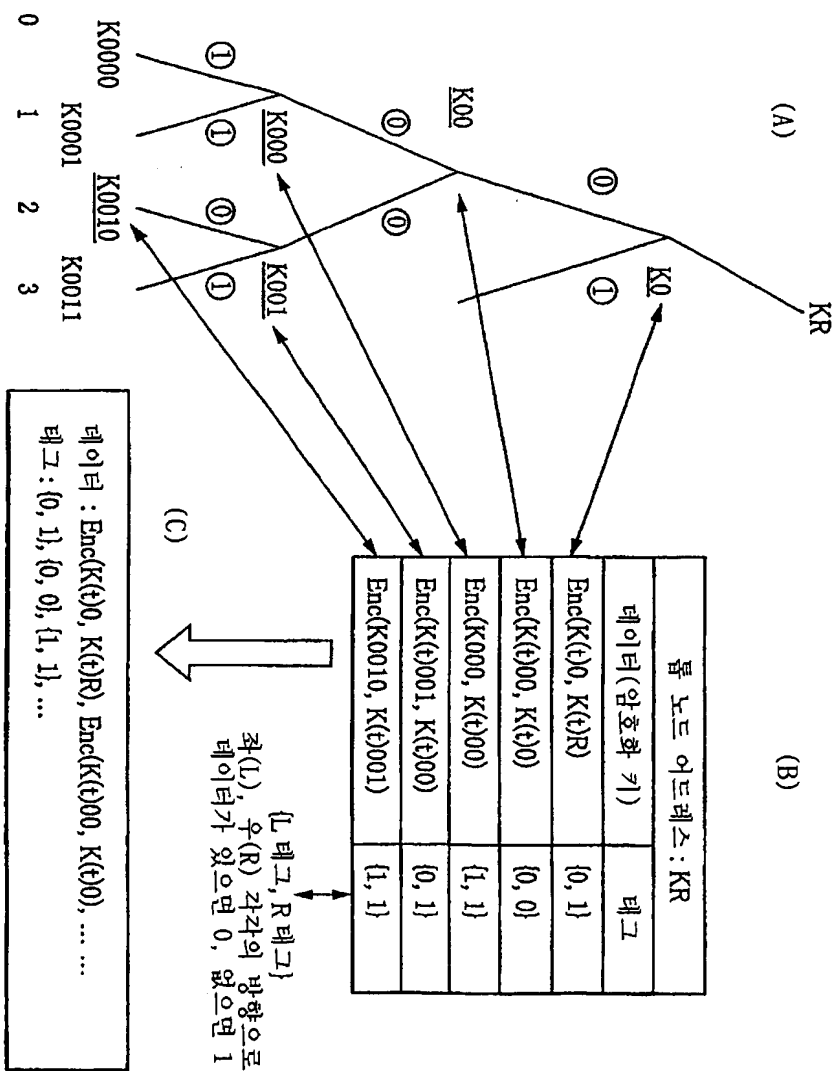 (A)
KR
K0
⓪
①
K00
⓪
⓪
K000
K001
①
①
⓪
①
K0000
K0001
K0010
K0011
0
1
2
3
(B)
톱 노드 어드레스 : KR
데이터(암호화 키)
태그
Enc(K(t)0, K(t)R)
{0, 1}
Enc(K(t)00, K(t)0)
{0, 0}
Enc(K000, K(t)00)
{1, 1}
Enc(K(t)001, K(t)00)
{0, 1}
Enc(K0010, K(t)001)
{1, 1}
{L 태그, R 태그}
좌(L), 우(R) 각각의 방향으로
데이터가 있으면 0, 없으면 1
(C)
데이터 : Enc(K(t)0, K(t)R), Enc(K(t)00, K(t)0), ... ...
태그 : {0, 1}, {0, 0}, {1, 1}, ...